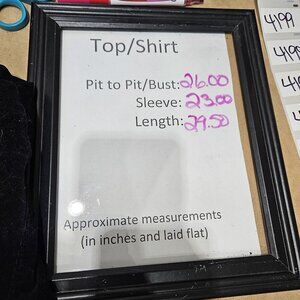 Top/Shirt
Pit to Pit/Bust: 26.00
Sleeve: 23.00
Length: 29.50
Approximate measurements
(in inches and laid flat)
4199